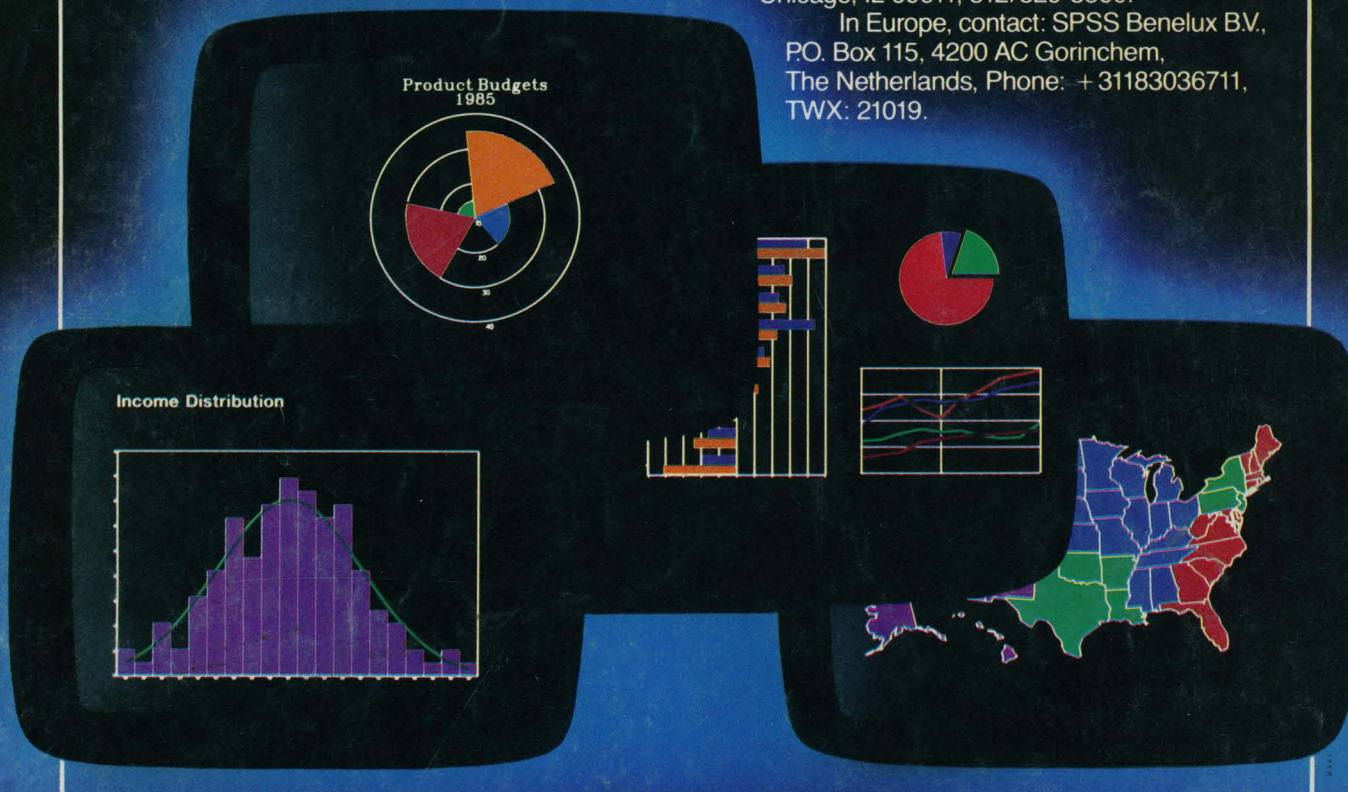 In Europe, contact: SPSS Benelux B.V.,
P.O. Box 115, 4200 AC Gorinchem,
The Netherlands, Phone: +31183036711,
TWX: 21019.
Product Budgets
1985
20
30
40
Income Distribution